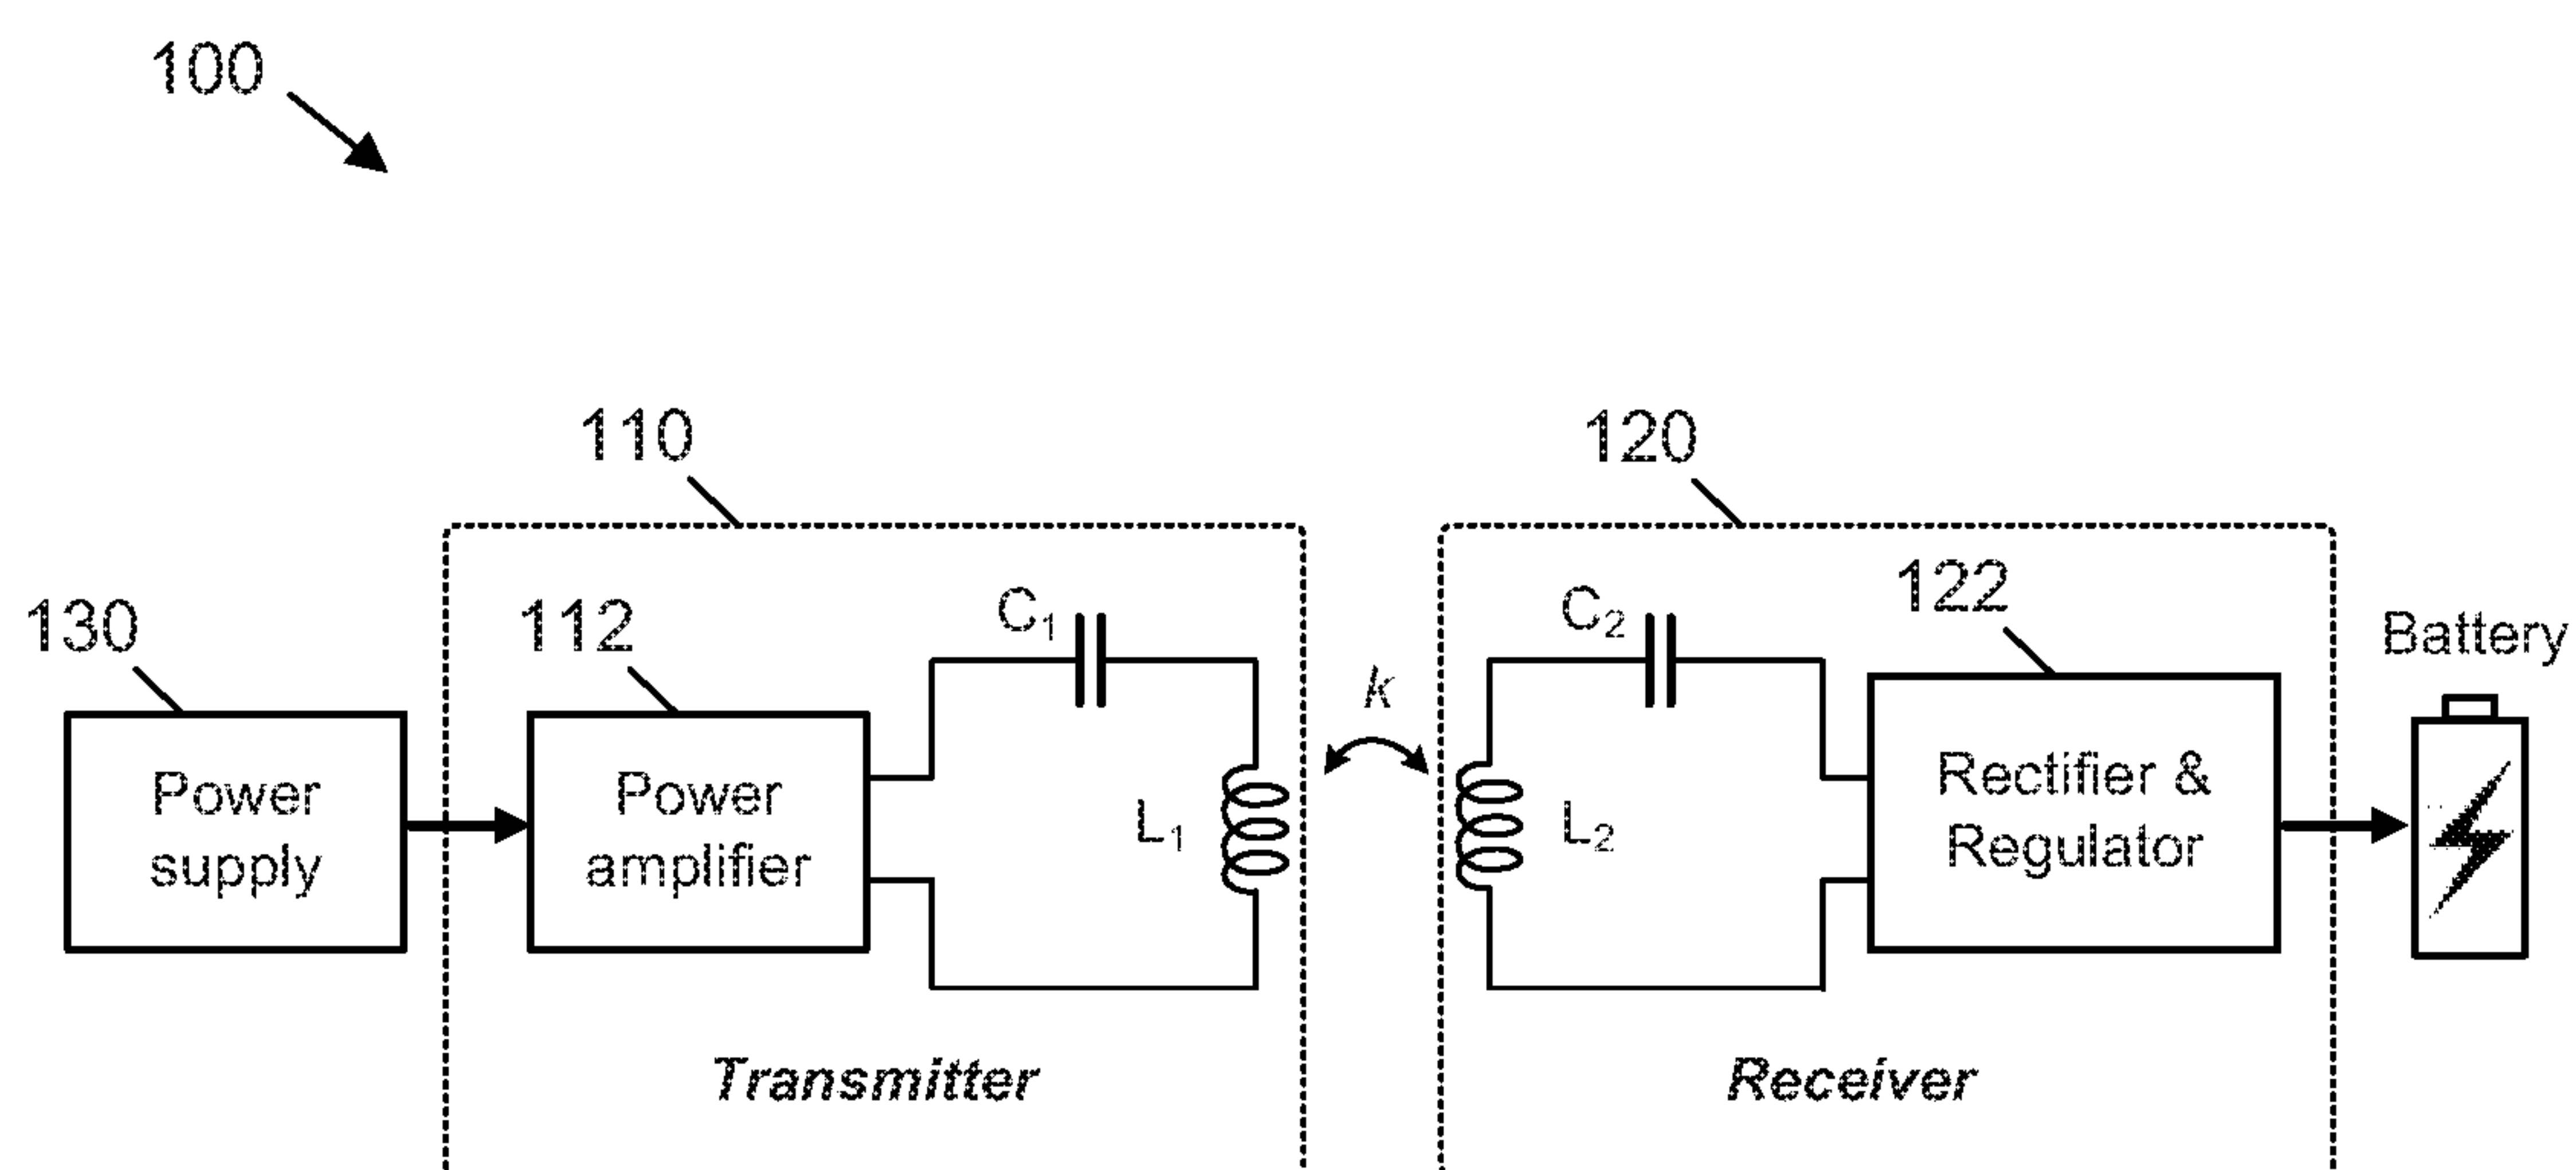 100
110
120
130
112
C1
C2
122
Battery
k
Power
supply
Power
amplifier
L1
L2
Rectifier &
Regulator
Transmitter
Receiver